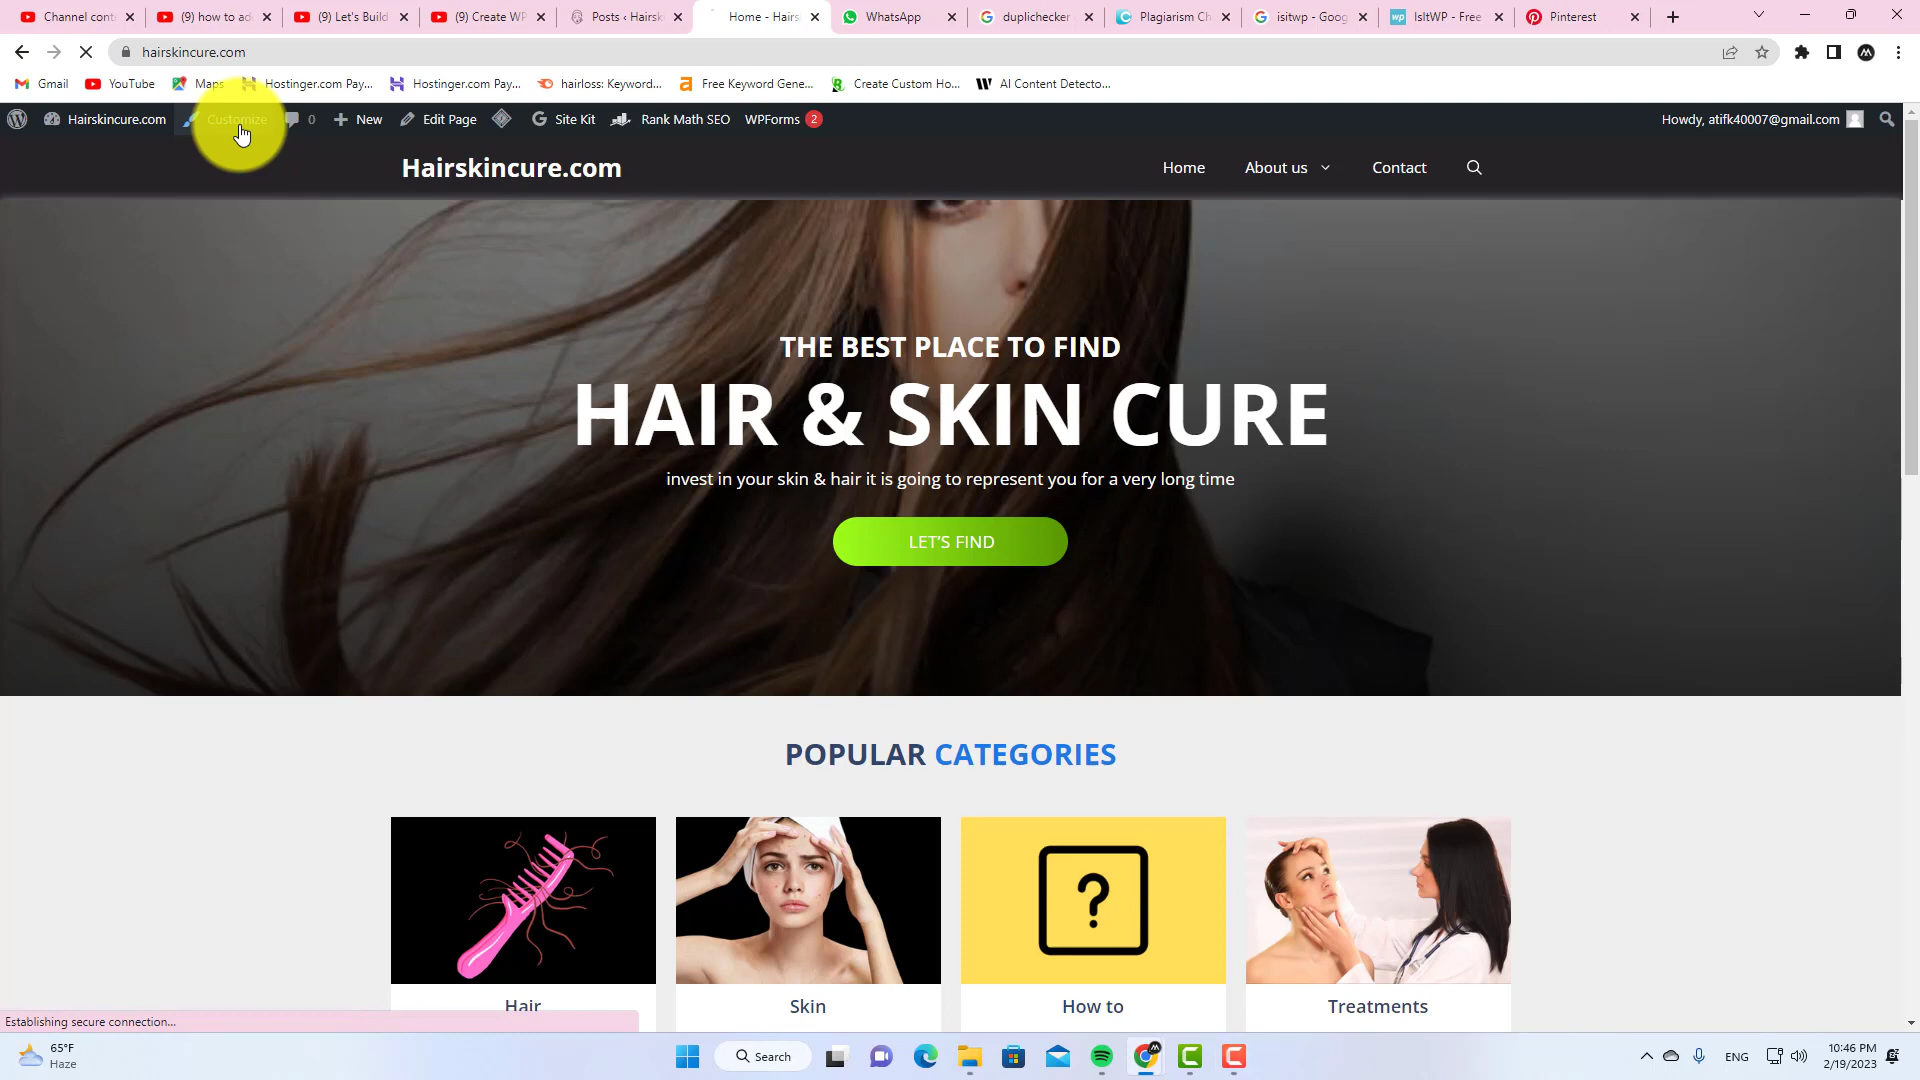 Channel conte
(9) how to ade
(9) Let's Build
(9) Create WP
Posts ‹ Hairski
Home - Hairs
WhatsApp
duplichecker
Plagiarism Ch
isitwp - Goog
IsItWP - Free
Pinterest
hairskincure.com
Gmail
YouTube
Maps
Hostinger.com Pay...
Hostinger.com Pay...
hairloss: Keyword...
Free Keyword Gene...
Create Custom Ho...
AI Content Detecto...
Hairskincure.com
Customize
0
New
Edit Page
Site Kit
Rank Math SEO
WPForms 2
Howdy, atifk40007@gmail.com
Hairskincure.com
Home
About us
Contact
THE BEST PLACE TO FIND
HAIR & SKIN CURE
invest in your skin & hair it is going to represent you for a very long time
LET'S FIND
POPULAR CATEGORIES
?
Hair
Skin
How to
Treatments
Establishing secure connection...
65°F
Haze
Search
ENG
10:46 PM
2/19/2023